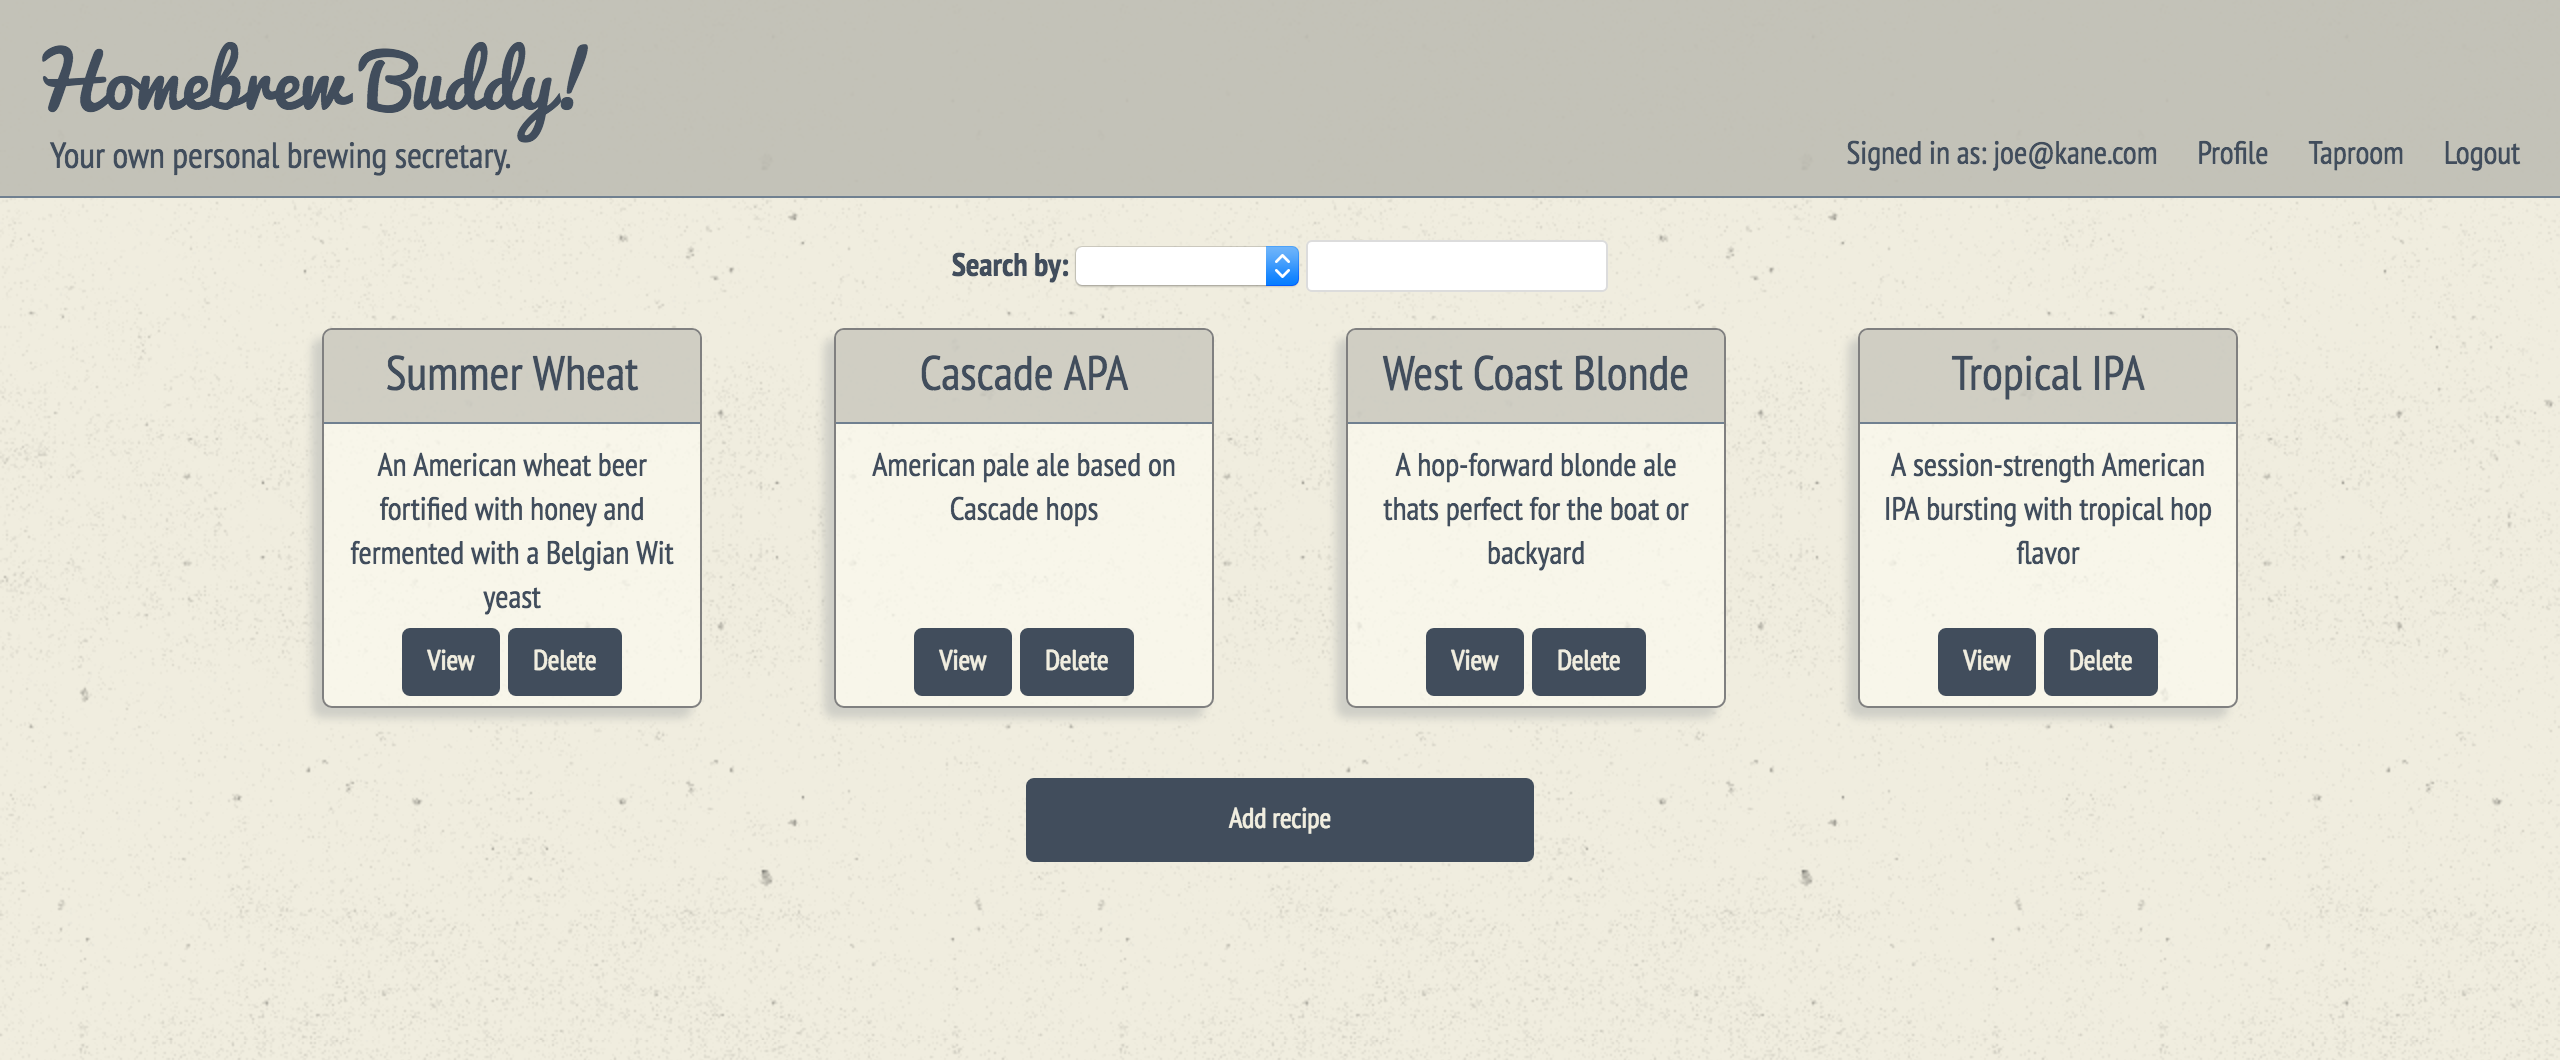 Homebrew Buddy!
Your own personal brewing secretary.
Signed in as: joe@kane.com Profile Taproom Logout
Search by:
Summer Wheat
An American wheat beer
fortified with honey and
fermented with a Belgian Wit
yeast
View Delete
Cascade APA
American pale ale based on
Cascade hops
View Delete
West Coast Blonde
A hop-forward blonde ale
thats perfect for the boat or
backyard
View Delete
Tropical IPA
A session-strength American
IPA bursting with tropical hop
flavor
View Delete
Add recipe